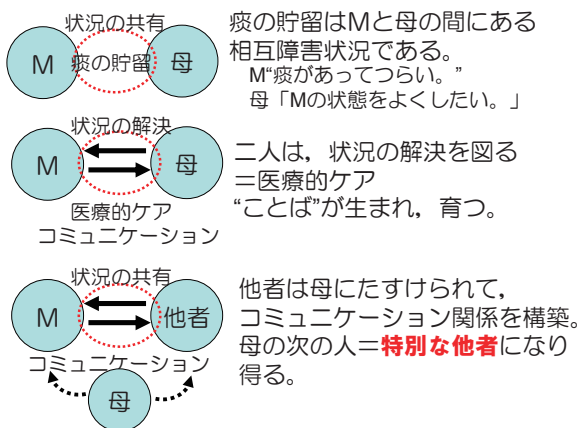 状況の共有
M
痰の貯留
母
痰の貯留はMと母の間にある
相互障害状況である。
M“痰があってつらい。”
母「Mの状態をよくしたい。」
状況の解決
M
母
医療的ケア
コミュニケーション
二人は，状況の解決を図る
＝医療的ケア
“ことば”が生まれ，育つ。
状況の共有
M
他者
コミュニケーション
母
他者は母にたすけられて，
コミュニケーション関係を構築。
母の次の人＝特別な他者になり
得る。